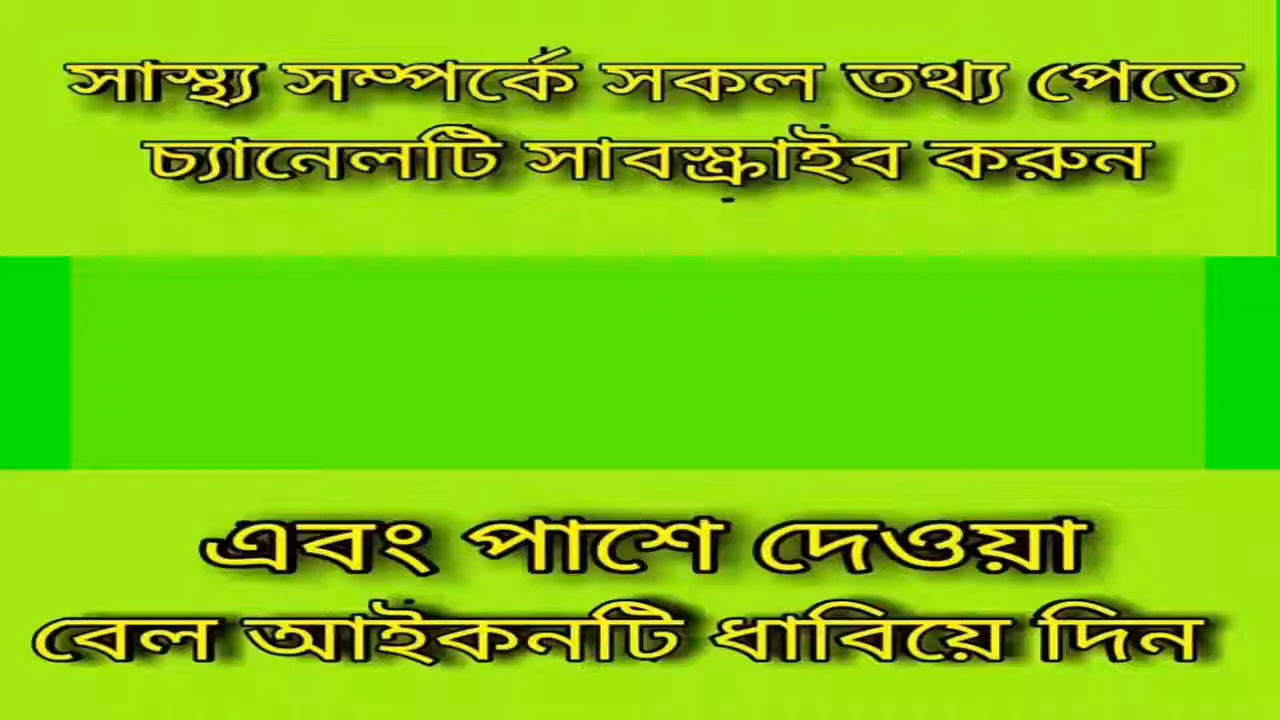 সাস্থ্য সম্পর্কে সকল তথ্য পেতে
চ্যানেলটি সাবস্ক্রাইব করুন
এবং পাশে দেওয়া
বেল আইকনটি ধাবিয়ে দিন